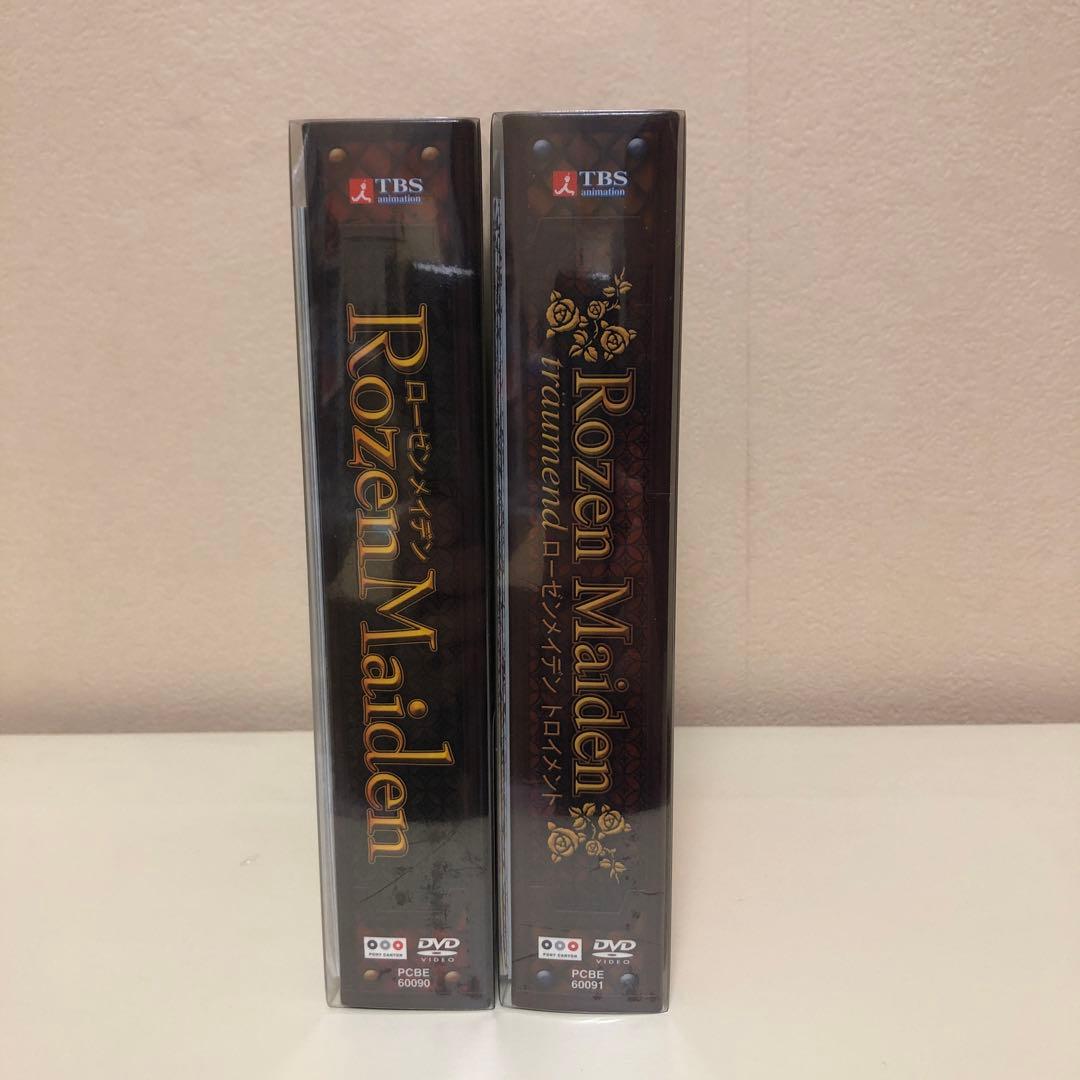 TBS
animation
ローゼンメイデン
RozenMaiden
PONY CANYON
DVD
VIDEO
PCBE
60090
TBS
animation
Rozen Maiden
träumend ローゼンメイデン トロイメント
PONY CANYON
DVD
VIDEO
PCBE
60091